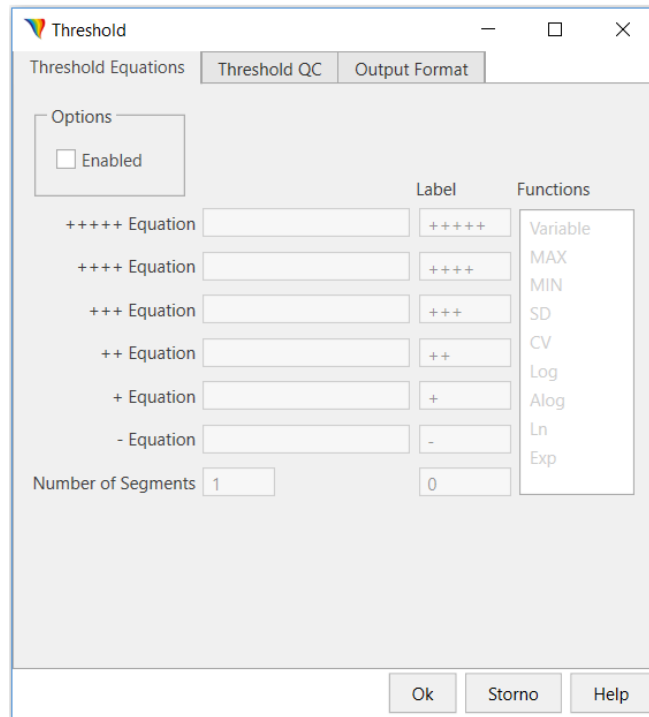 Threshold
Threshold Equations Threshold QC Output Format
Options
Enabled
Label Functions
+++++ Equation +++++ Variable
++++ Equation ++++ MAX
MIN
+++ Equation +++ SD
++ Equation ++ CV
Log
+ Equation + Alog
- Equation - Ln
Exp
Number of Segments 1 0
Ok Storno Help